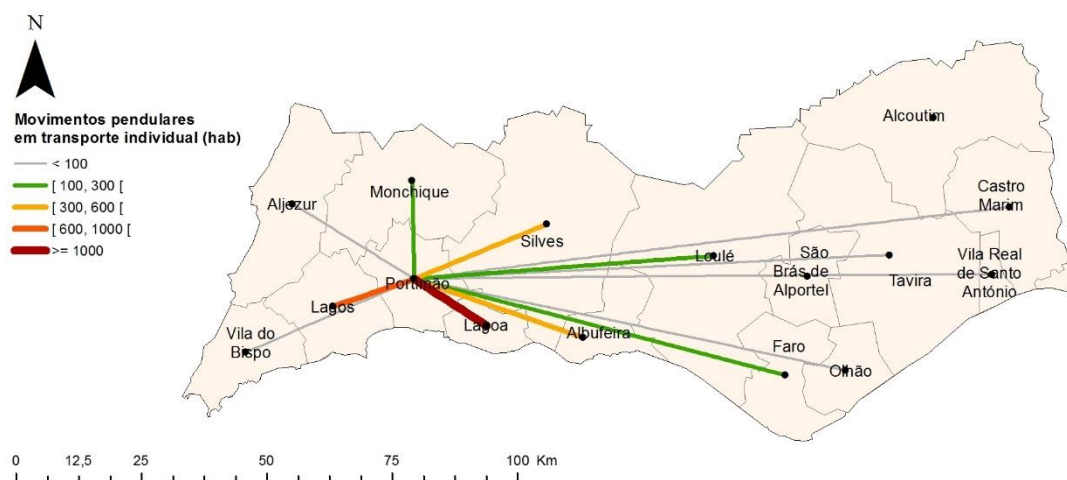 N
Movimentos pendulares
em transporte individual (hab)
< 100
[ 100, 300 [
[ 300, 600 [
[ 600, 1000 [
>= 1000
Alcoutim
Castro
Marim
Aljezur
Monchique
Silves
Loulé
São
Brás de
Alportel
Tavira
Vila Real
de Santo
António
Portimão
Lagos
Lagoa
Albufeira
Vila do
Bispo
Faro
Olhão
0 12,5 25 50 75 100 Km